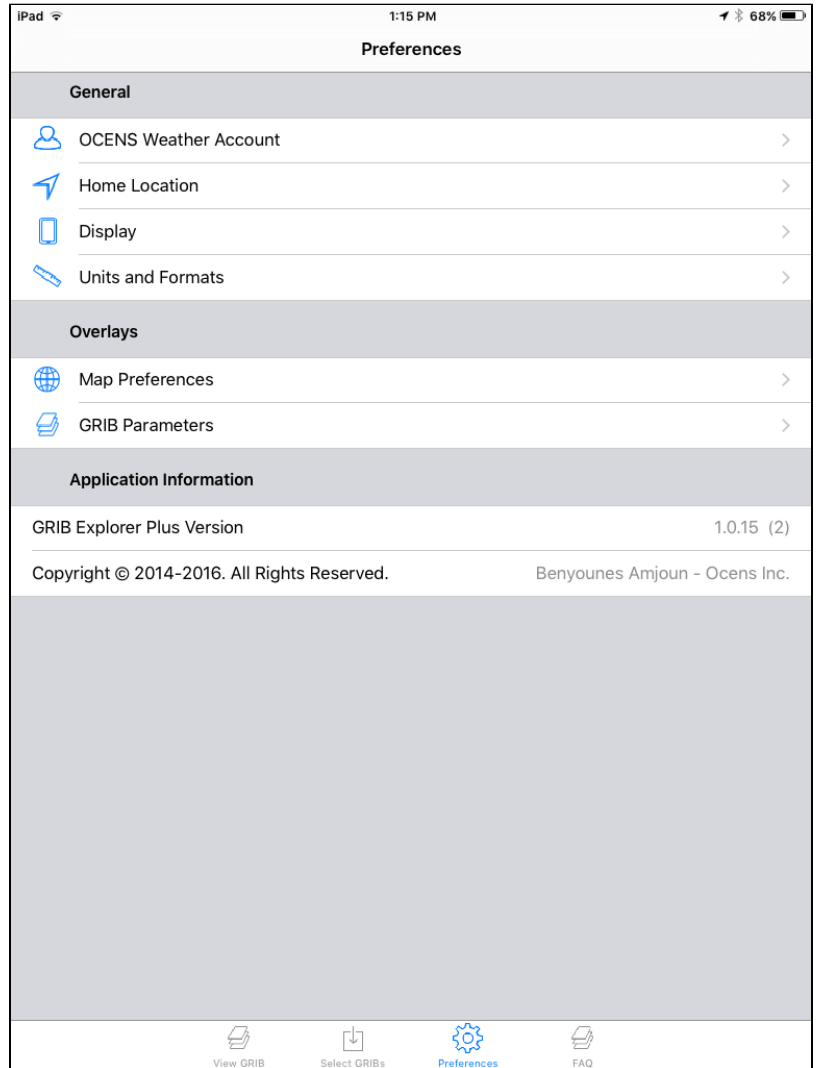 iPad 1:15 PM 68%
Preferences
General
OCENS Weather Account
Home Location
Display
Units and Formats
Overlays
Map Preferences
GRIB Parameters
Application Information
GRIB Explorer Plus Version 1.0.15 (2)
Copyright © 2014-2016. All Rights Reserved. Benyounes Amjoun - Ocens Inc.
View GRIB Select GRIBs Preferences FAQ